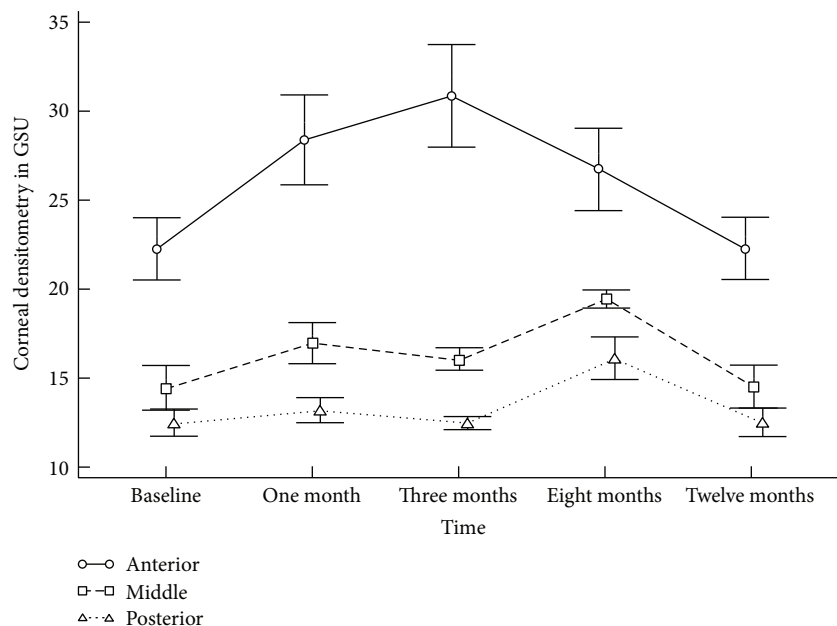 Corneal densitometry in GSU
35
30
25
20
15
10
Baseline
One month
Three months
Eight months
Twelve months
Time
Anterior
Middle
Posterior